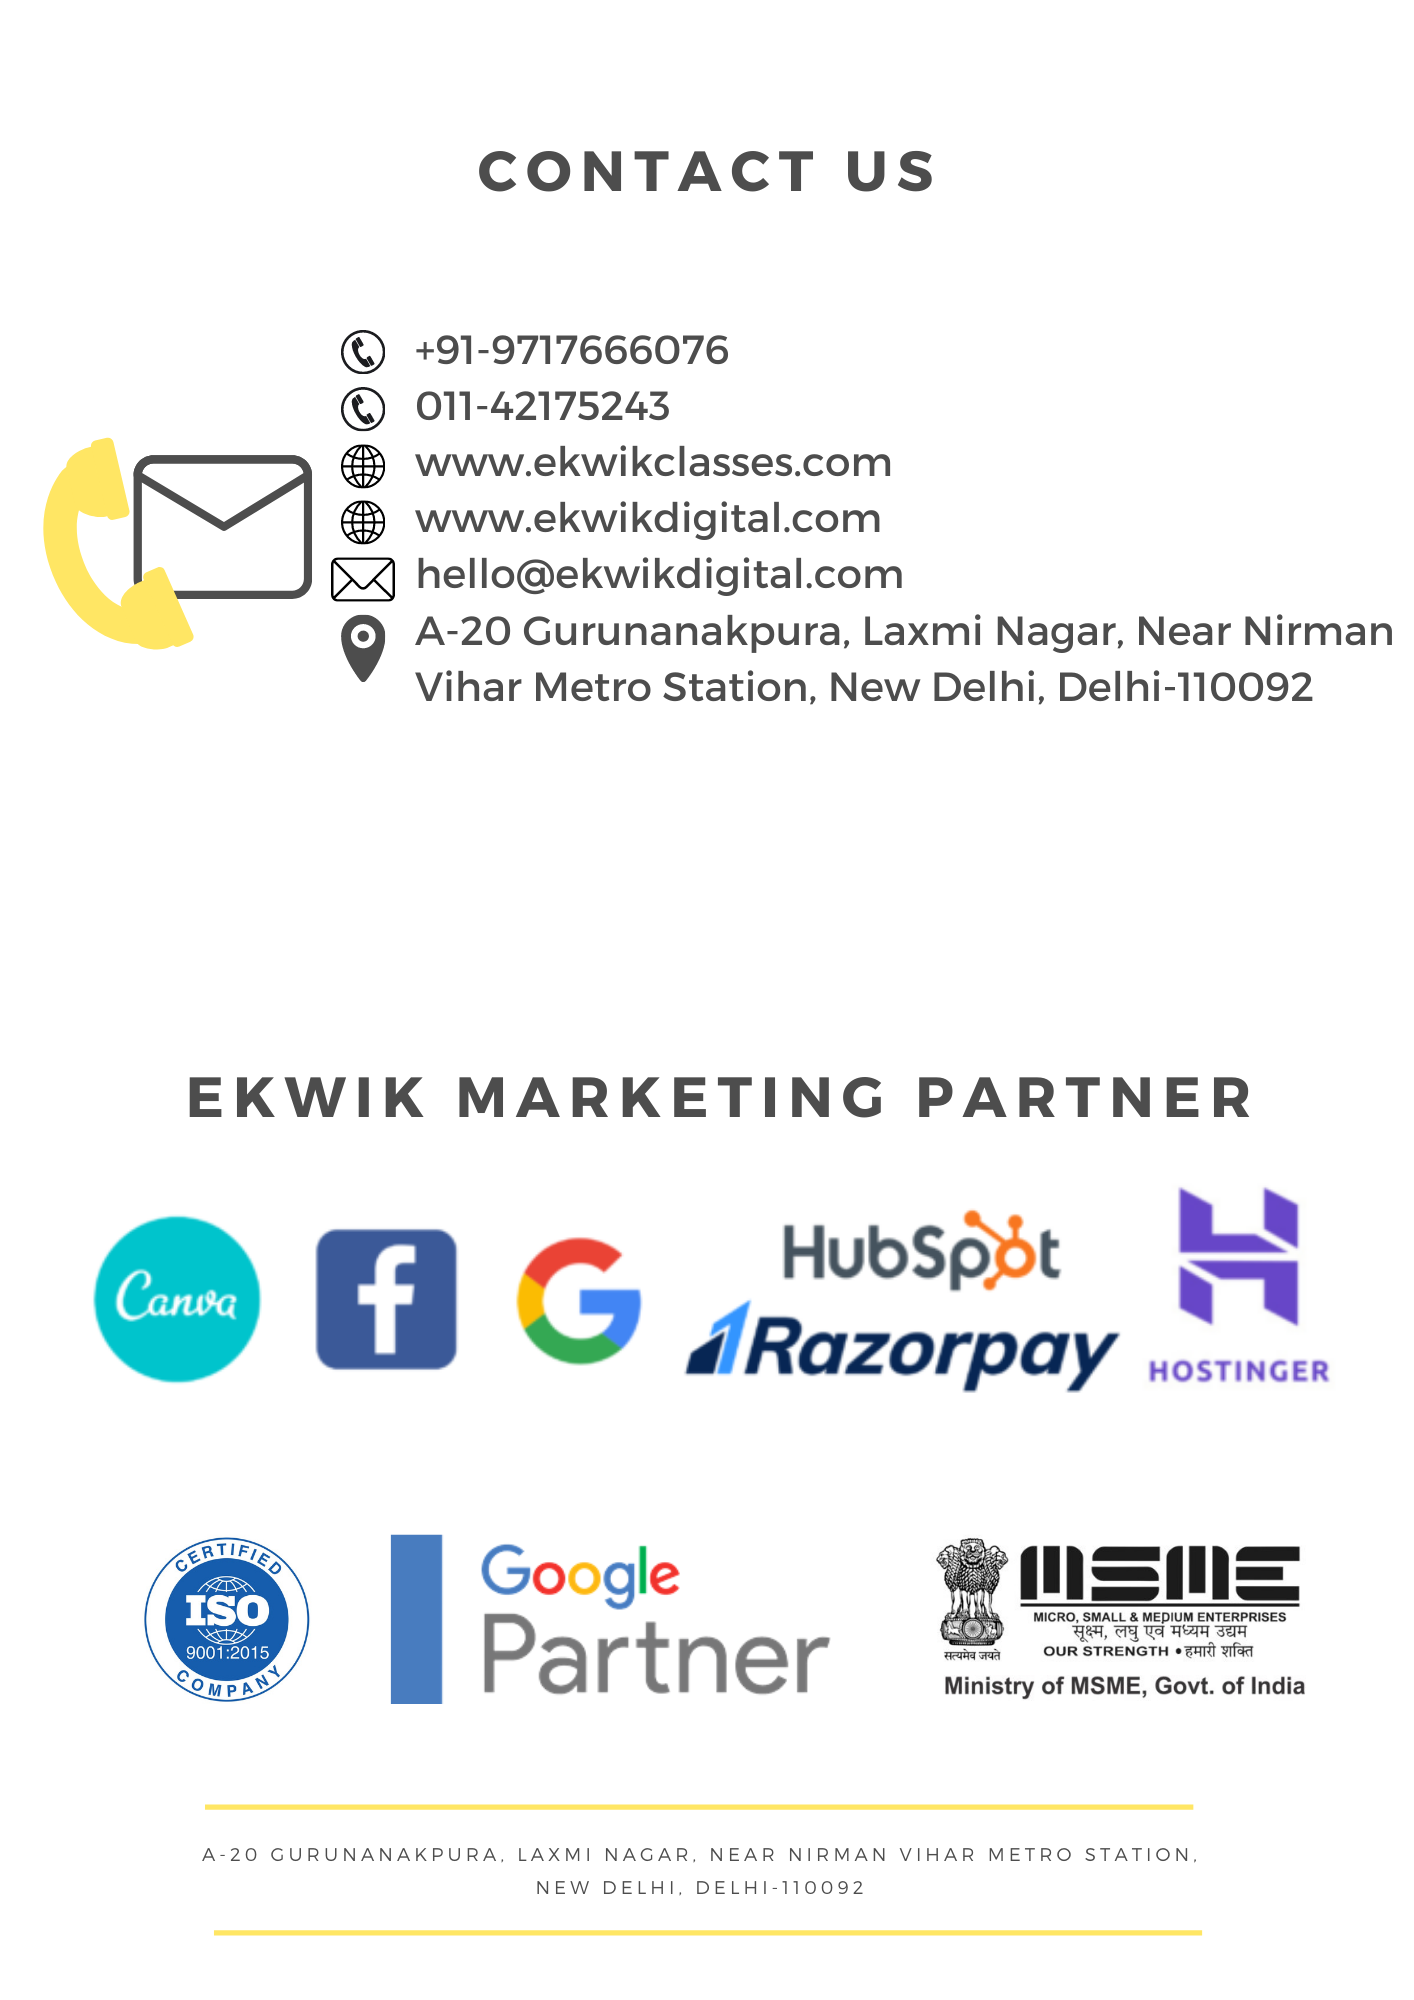 CONTACT US
+91-9717666076
011-42175243
www.ekwikclasses.com
www.ekwikdigital.com
hello@ekwikdigital.com
A-20 Gurunanakpura, Laxmi Nagar, Near Nirman
Vihar Metro Station, New Delhi, Delhi-110092
EKWIK MARKETING PARTNER
Canva
f
G
HubSpot
Razorpay
HOSTINGER
CERTIFIED
ISO
9001:2015
COMPANY
Google
Partner
MSME
MICRO, SMALL & MEDIUM ENTERPRISES
सूक्ष्म, लघु एवं मध्यम उद्यम
OUR STRENGTH • हमारी शक्ति
सत्यमेव जयते
Ministry of MSME, Govt. of India
A-20 GURUNANAKPURA, LAXMI NAGAR, NEAR NIRMAN VIHAR METRO STATION,
NEW DELHI, DELHI-110092